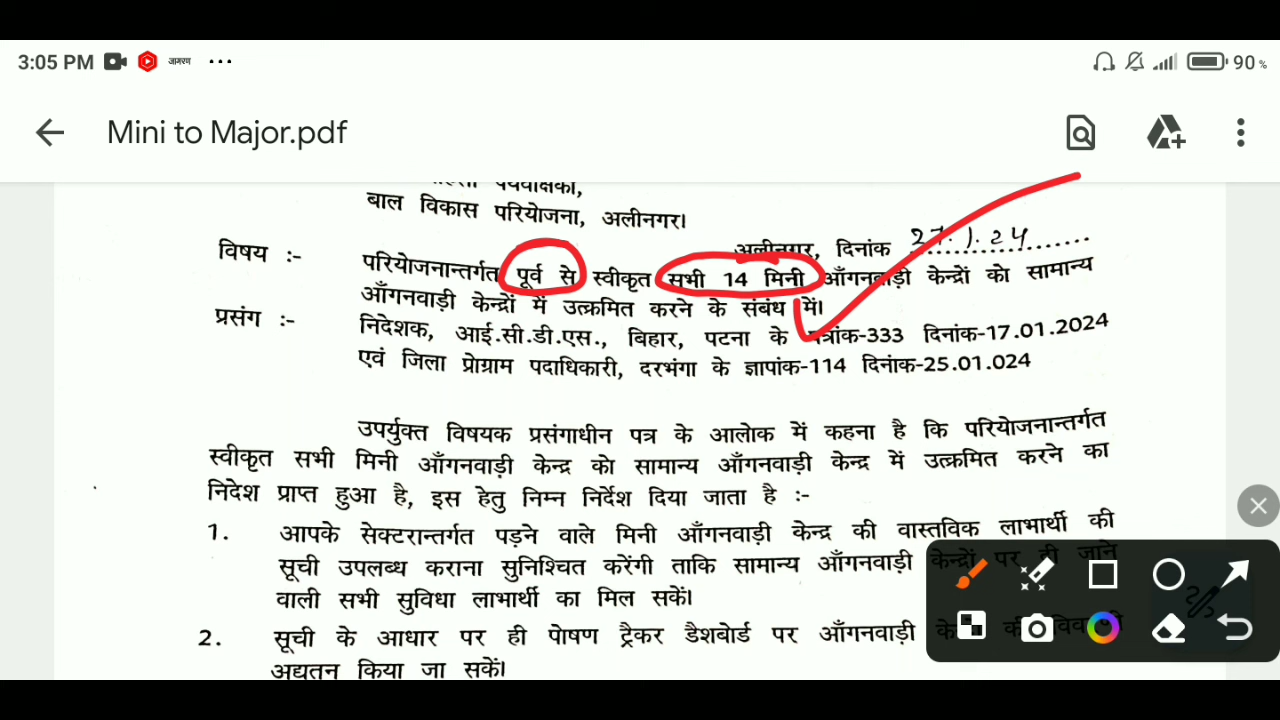 3:05 PM जागरण ... 90%
Mini to Major.pdf
पर्यवेक्षिका,
बाल विकास परियोजना, अलीनगर।
अलीनगर, दिनांक 27.1.24
विषय :- परियोजनान्तर्गत पूर्व से स्वीकृत सभी 14 मिनी आँगनवाड़ी केन्द्रों को सामान्य
आँगनवाड़ी केन्द्रों में उत्क्रमित करने के संबंध में।
प्रसंग :- निदेशक, आई.सी.डी.एस., बिहार, पटना के पत्रांक-333 दिनांक-17.01.2024
एवं जिला प्रोग्राम पदाधिकारी, दरभंगा के ज्ञापांक-114 दिनांक-25.01.024
उपर्युक्त विषयक प्रसंगाधीन पत्र के आलोक में कहना है कि परियोजनान्तर्गत
स्वीकृत सभी मिनी आँगनवाड़ी केन्द्र को सामान्य आँगनवाड़ी केन्द्र में उत्क्रमित करने का
निदेश प्राप्त हुआ है, इस हेतु निम्न निर्देश दिया जाता है :-
1. आपके सेक्टरान्तर्गत पड़ने वाले मिनी आँगनवाड़ी केन्द्र की वास्तविक लाभार्थी की
सूची उपलब्ध कराना सुनिश्चित करेंगी ताकि सामान्य आँगनवाड़ी केन्द्रों पर दी जाने
वाली सभी सुविधा लाभार्थी का मिल सकें।
2. सूची के आधार पर ही पोषण ट्रैकर डैशबोर्ड पर आँगनवाड़ी
अद्यतन किया जा सकें।